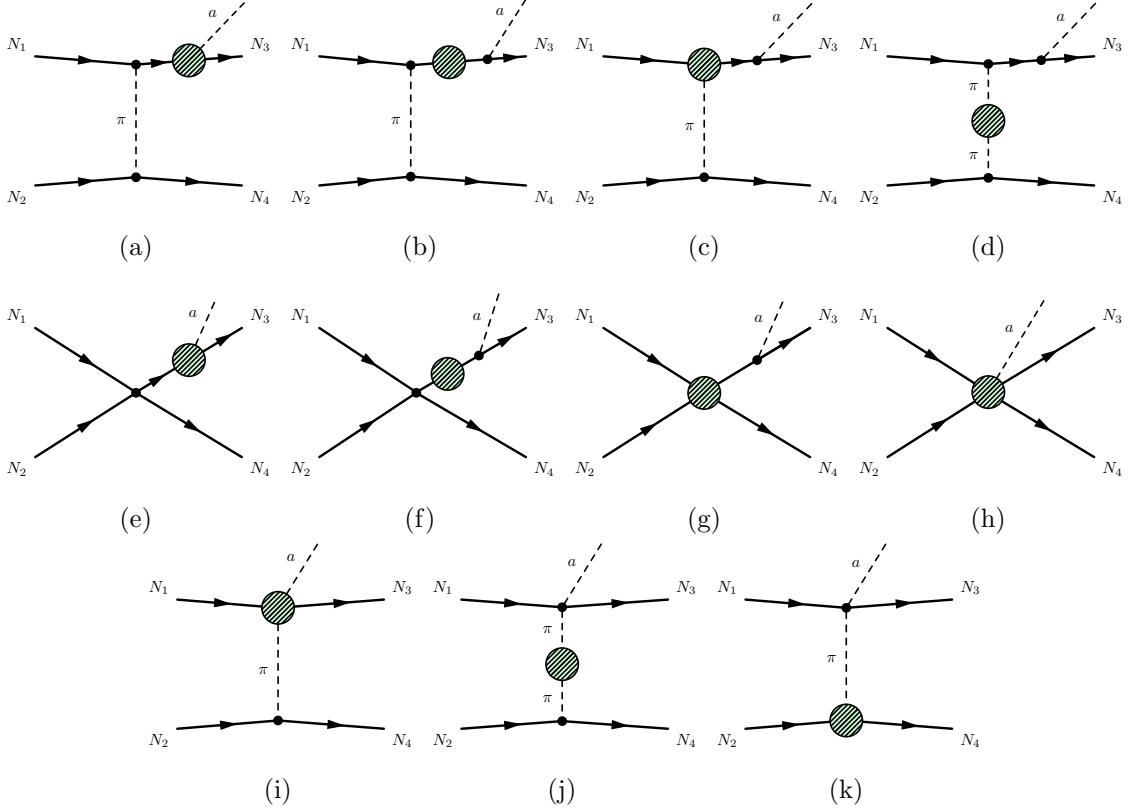 a a a a
N1 N3 N1 N3 N1 N3 N1 N3
π π π π
π
N2 N4 N2 N4 N2 N4 N2 N4
(a) (b) (c) (d)
N1 a N3 N1 a N3 N1 a N3 N1 a N3
N2 N4 N2 N4 N2 N4 N2 N4
(e) (f) (g) (h)
a a a
N1 N3 N1 N3 N1 N3
π π π
π
N2 N4 N2 N4 N2 N4
(i) (j) (k)